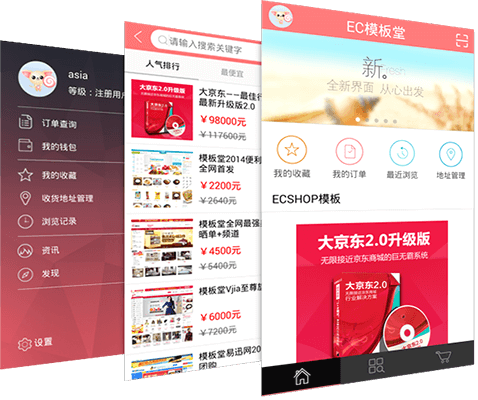 asia
等级：注册用户
订单查询
我的钱包
我的收藏
收货地址管理
浏览记录
资讯
发现
设置
请输入搜索关键字
人气排行
最便宜
大京东2.0升级版
大京东——最佳行
最新升级版2.0
￥98000元
￥117600元
模板堂2014便利
全网首发
￥2200元
￥2640元
模板堂全网最强
晒单+频道
￥4500元
￥5400元
模板堂Vjia至尊
￥6000元
￥7200元
模板堂易迅网20
团购
EC模板堂
新。
全新界面 从心出发
我的收藏
我的订单
最近浏览
地址管理
ECSHOP模板
大京东2.0升级版
无限接近京东商城的巨无霸系统
大京东2.0
行业解决方案